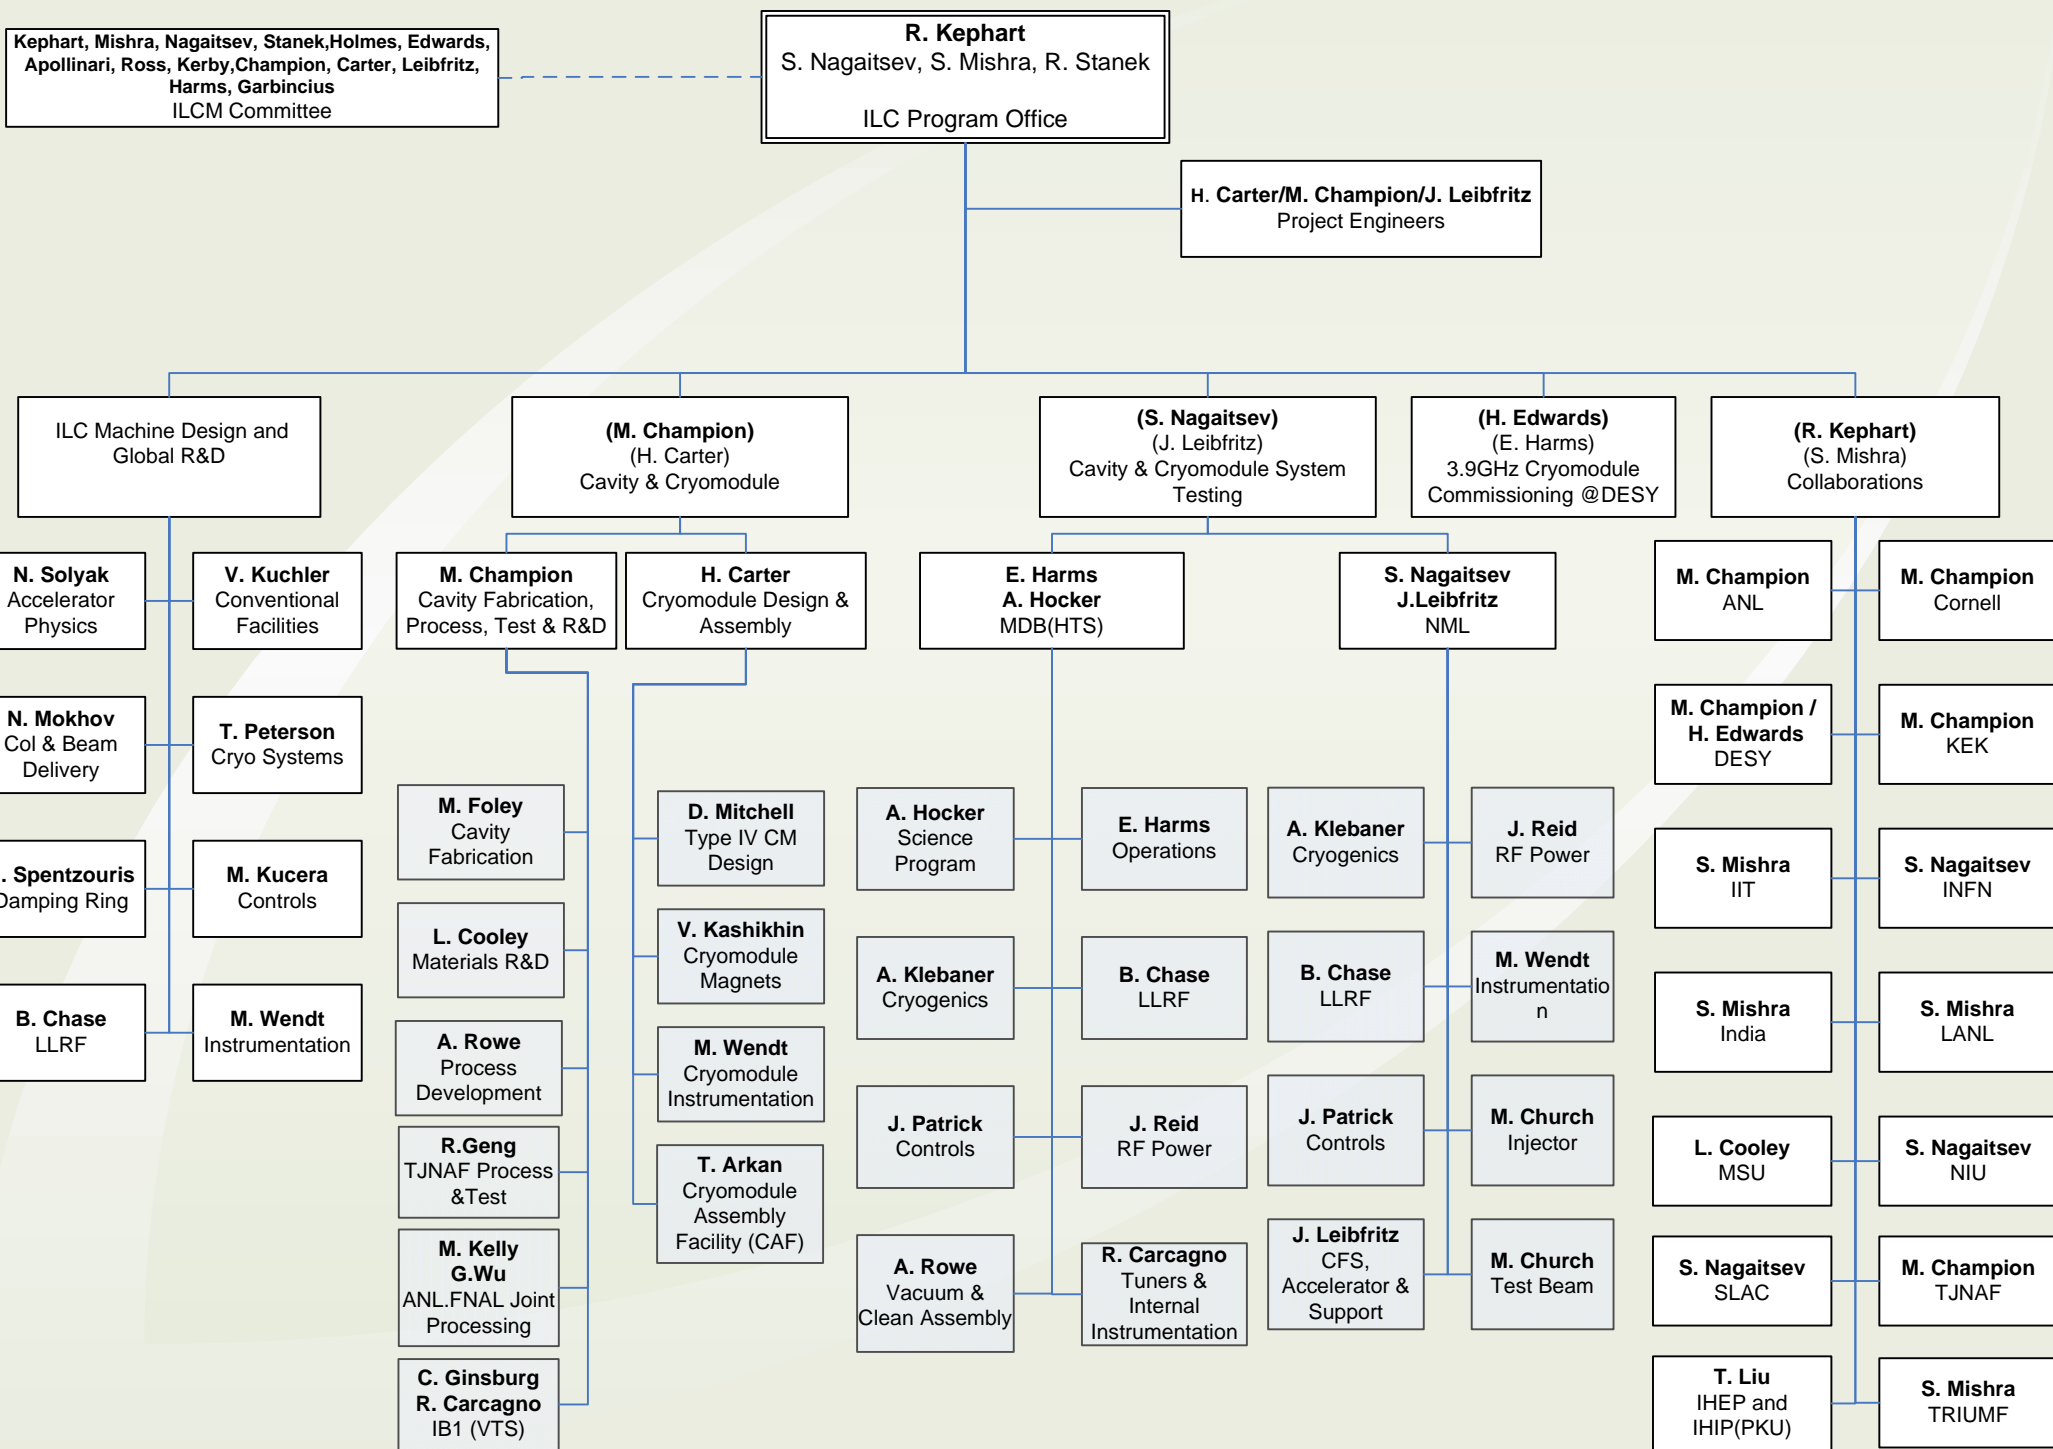 Kephart, Mishra, Nagaitsev, Stanek,Holmes, Edwards,
Apollinari, Ross, Kerby,Champion, Carter, Leibfritz,
Harms, Garbincius
ILCM Committee
R. Kephart
S. Nagaitsev, S. Mishra, R. Stanek
ILC Program Office
H. Carter/M. Champion/J. Leibfritz
Project Engineers
ILC Machine Design and
Global R&D
(M. Champion)
(H. Carter)
Cavity & Cryomodule
(S. Nagaitsev)
(J. Leibfritz)
Cavity & Cryomodule System
Testing
(H. Edwards)
(E. Harms)
3.9GHz Cryomodule
Commissioning @DESY
(R. Kephart)
(S. Mishra)
Collaborations
N. Solyak
Accelerator
Physics
V. Kuchler
Conventional
Facilities
N. Mokhov
Col & Beam
Delivery
T. Peterson
Cryo Systems
. Spentzouris
Damping Ring
M. Kucera
Controls
B. Chase
LLRF
M. Wendt
Instrumentation
M. Champion
Cavity Fabrication,
Process, Test & R&D
H. Carter
Cryomodule Design &
Assembly
M. Foley
Cavity
Fabrication
L. Cooley
Materials R&D
A. Rowe
Process
Development
R.Geng
TJNAF Process
&Test
M. Kelly
G.Wu
ANL.FNAL Joint
Processing
C. Ginsburg
R. Carcagno
IB1 (VTS)
D. Mitchell
Type IV CM
Design
V. Kashikhin
Cryomodule
Magnets
M. Wendt
Cryomodule
Instrumentation
T. Arkan
Cryomodule
Assembly
Facility (CAF)
E. Harms
A. Hocker
MDB(HTS)
S. Nagaitsev
J.Leibfritz
NML
A. Hocker
Science
Program
E. Harms
Operations
A. Klebaner
Cryogenics
B. Chase
LLRF
J. Patrick
Controls
J. Reid
RF Power
A. Rowe
Vacuum &
Clean Assembly
R. Carcagno
Tuners &
Internal
Instrumentation
A. Klebaner
Cryogenics
J. Reid
RF Power
B. Chase
LLRF
M. Wendt
Instrumentatio
n
J. Patrick
Controls
M. Church
Injector
J. Leibfritz
CFS,
Accelerator &
Support
M. Church
Test Beam
M. Champion
ANL
M. Champion
Cornell
M. Champion /
H. Edwards
DESY
M. Champion
KEK
S. Mishra
IIT
S. Nagaitsev
INFN
S. Mishra
India
S. Mishra
LANL
L. Cooley
MSU
S. Nagaitsev
NIU
S. Nagaitsev
SLAC
M. Champion
TJNAF
T. Liu
IHEP and
IHIP(PKU)
S. Mishra
TRIUMF